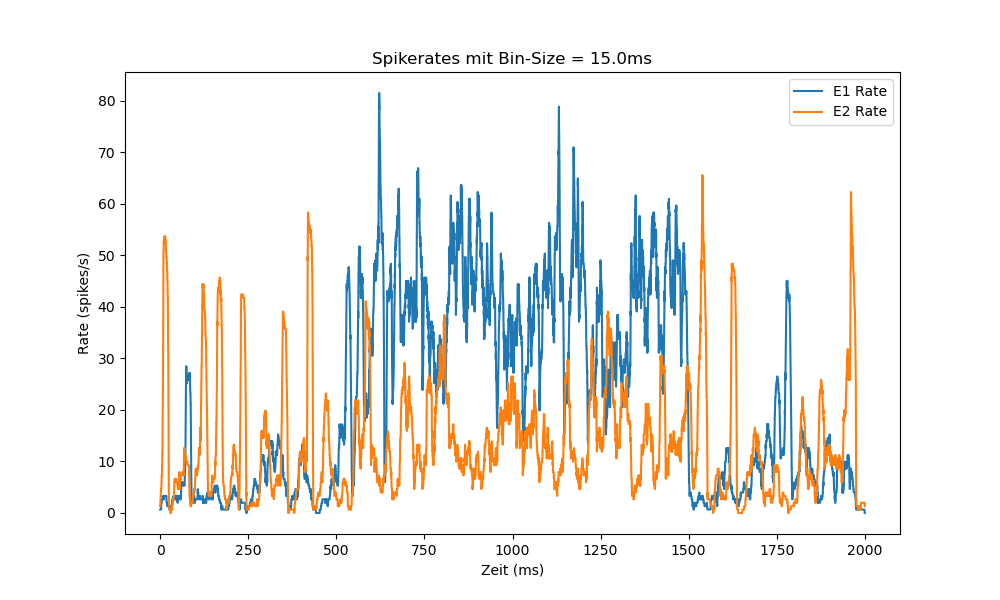 Spikerates mit Bin-Size = 15.0ms
E1 Rate
E2 Rate
Rate (spikes/s)
80
70
60
50
40
30
20
10
0
0 250 500 750 1000 1250 1500 1750 2000
Zeit (ms)